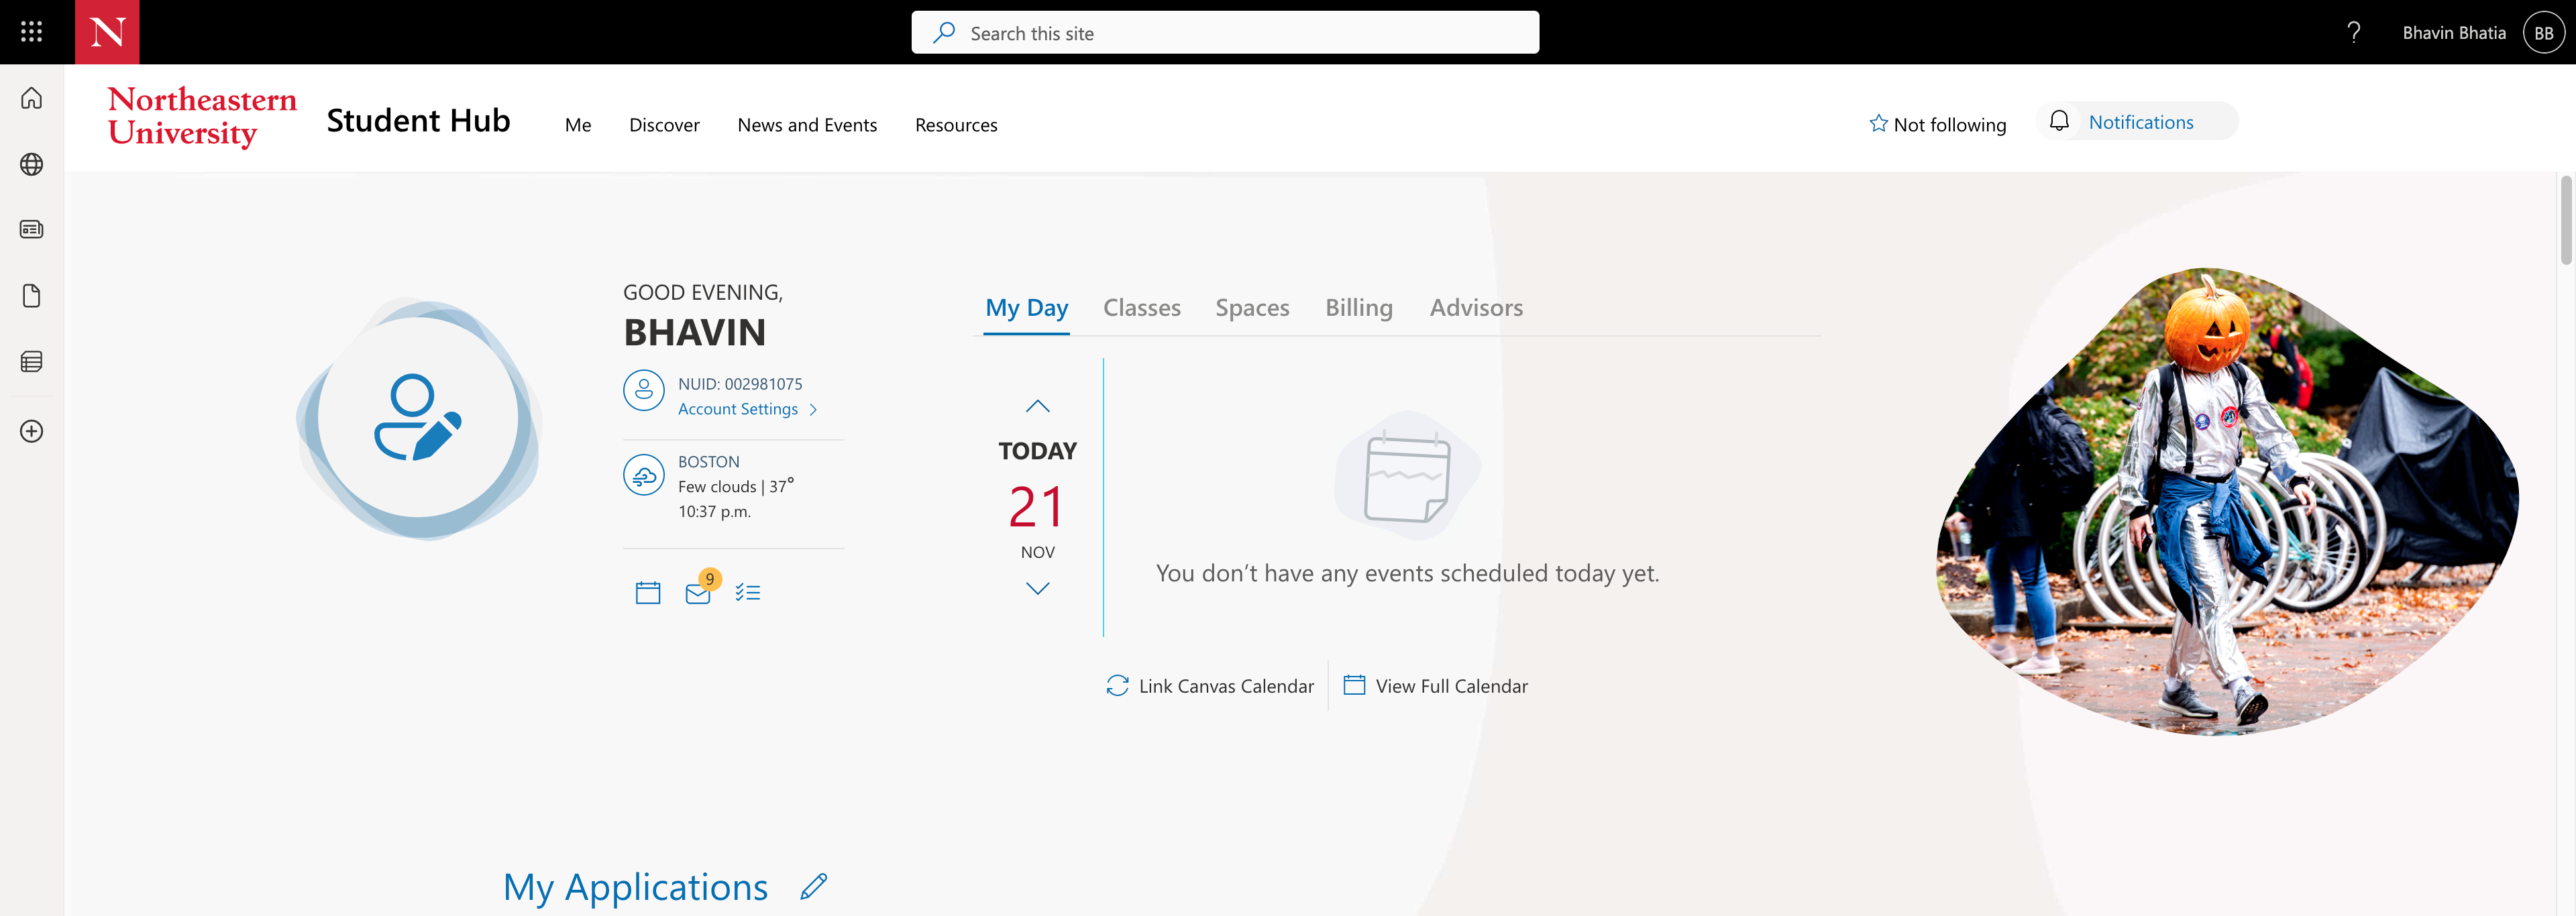 N
Search this site
?
Bhavin Bhatia
BB
Northeastern
University
Student Hub
Me
Discover
News and Events
Resources
Not following
Notifications
GOOD EVENING,
BHAVIN
NUID: 002981075
Account Settings >
BOSTON
Few clouds | 37°
10:37 p.m.
9
My Day
Classes
Spaces
Billing
Advisors
TODAY
21
NOV
You don’t have any events scheduled today yet.
Link Canvas Calendar
View Full Calendar
My Applications